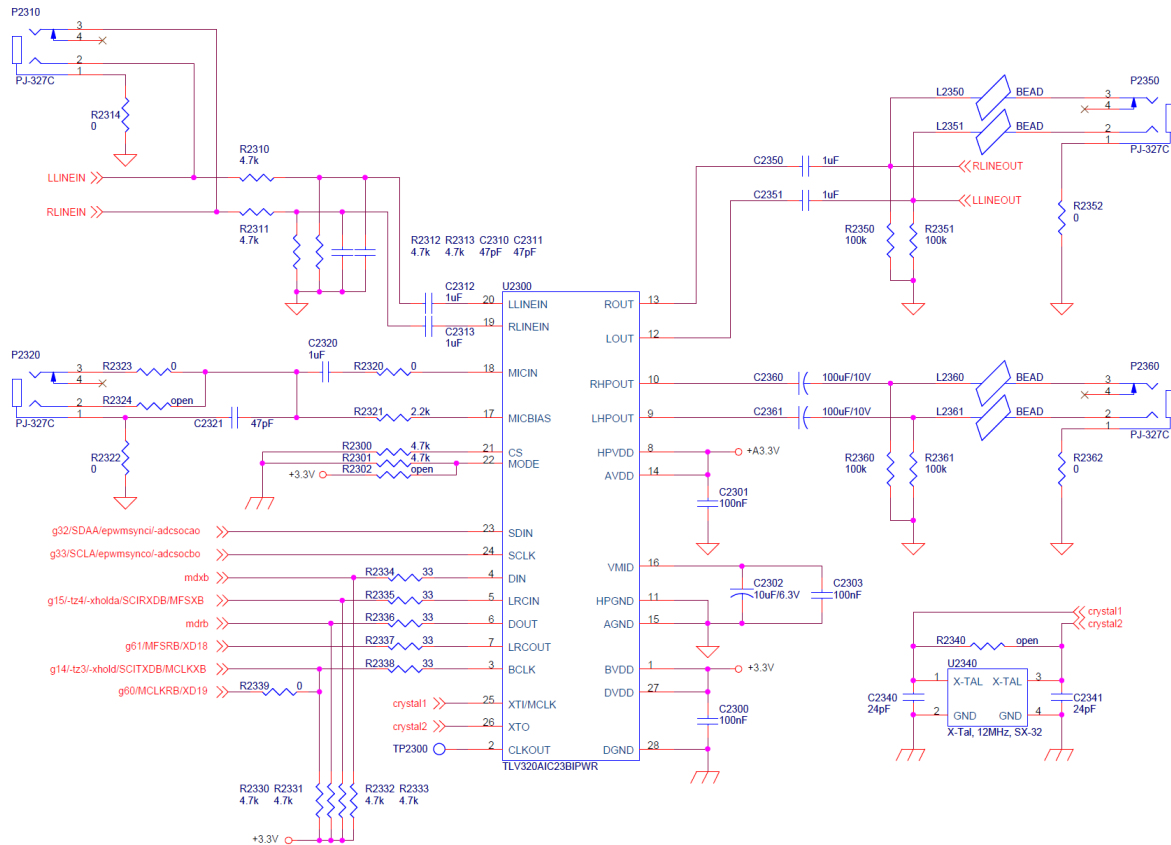 P2310
3
4
2
1
PJ-327C
R2314
0
LLINEIN
RLINEIN
R2310
4.7k
R2311
4.7k
R2312 R2313 C2310 C2311
4.7k 4.7k 47pF 47pF
C2312
1uF
C2313
1uF
P2320
3
4
2
1
PJ-327C
R2323 0
R2324 open
C2321 47pF
R2322
0
C2320
1uF
R2320 0
R2321 2.2k
R2300 4.7k
R2301 4.7k
R2302 open
+3.3V
g32/SDAA/epwmsynci/-adcsocao
g33/SCLA/epwmsynco/-adcsocbo
mdxb
g15/-tz4/-xholda/SCIRXDB/MFSXB
mdrb
g61/MFSRB/XD18
g14/-tz3/-xhold/SCITXDB/MCLKXB
g60/MCLKRB/XD19
R2334 33
R2335 33
R2336 33
R2337 33
R2338 33
R2339 0
crystal1
crystal2
TP2300
R2330 R2331
4.7k 4.7k
R2332 R2333
4.7k 4.7k
+3.3V
U2300
20 LLINEIN
19 RLINEIN
18 MICIN
17 MICBIAS
21 CS
22 MODE
23 SDIN
24 SCLK
4 DIN
5 LRCIN
6 DOUT
7 LRCOUT
3 BCLK
25 XTI/MCLK
26 XTO
2 CLKOUT
ROUT 13
LOUT 12
RHPOUT 10
LHPOUT 9
HPVDD 8
AVDD 14
VMID 16
HPGND 11
AGND 15
BVDD 1
DVDD 27
DGND 28
TLV320AIC23BIPWR
C2350 1uF
C2351 1uF
L2350 BEAD
L2351 BEAD
RLINEOUT
LLINEOUT
R2350
100k
R2351
100k
P2350
3
4
2
1
PJ-327C
R2352
0
C2360 100uF/10V
C2361 100uF/10V
L2360 BEAD
L2361 BEAD
R2360
100k
R2361
100k
P2360
3
4
2
1
PJ-327C
R2362
0
+A3.3V
C2301
100nF
C2302
10uF/6.3V
C2303
100nF
+3.3V
C2300
100nF
crystal1
crystal2
R2340 open
U2340
1 X-TAL X-TAL 3
2 GND GND 4
X-Tal, 12MHz, SX-32
C2340
24pF
C2341
24pF